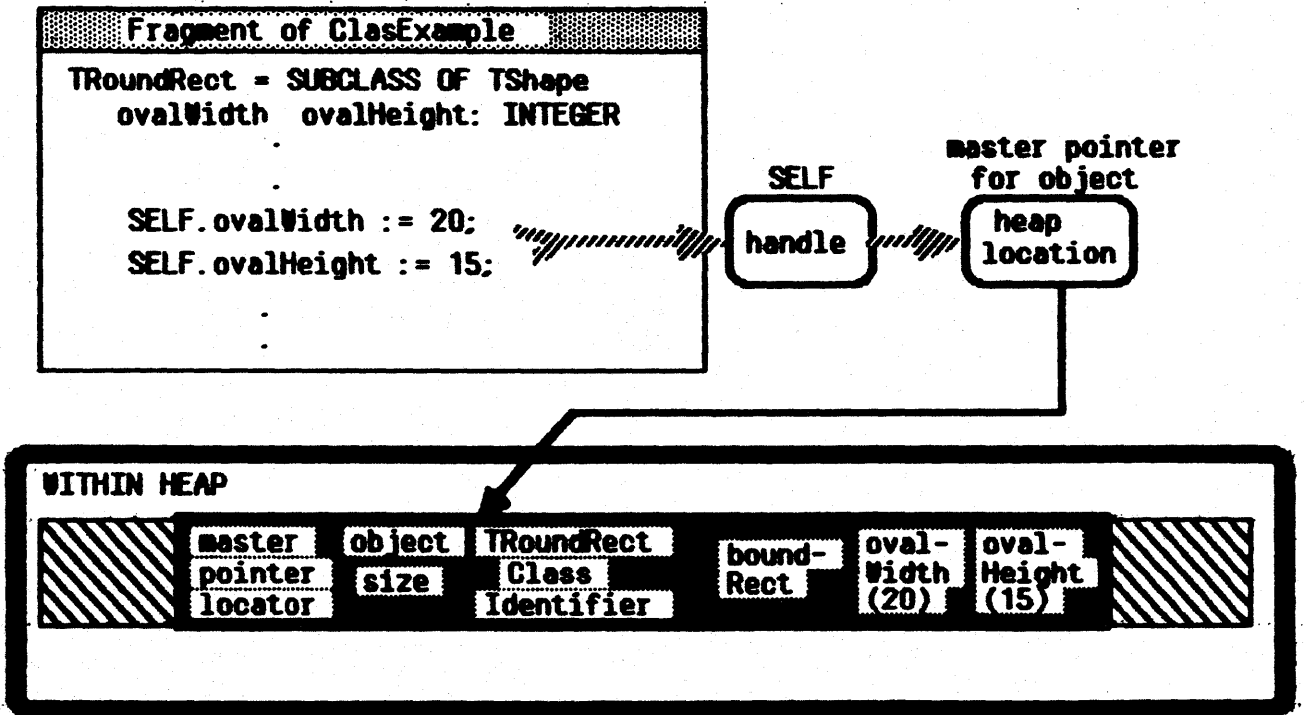 Fragment of ClasExample
TRoundRect = SUBCLASS OF TShape
ovalWidth ovalHeight: INTEGER
.
.
SELF.ovalWidth := 20;
SELF.ovalHeight := 15;
.
.
SELF
handle
master pointer
for object
heap
location
WITHIN HEAP
master
pointer
locator
object
size
TRoundRect
Class
Identifier
bound-
Rect
oval-
Width
(20)
oval-
Height
(15)